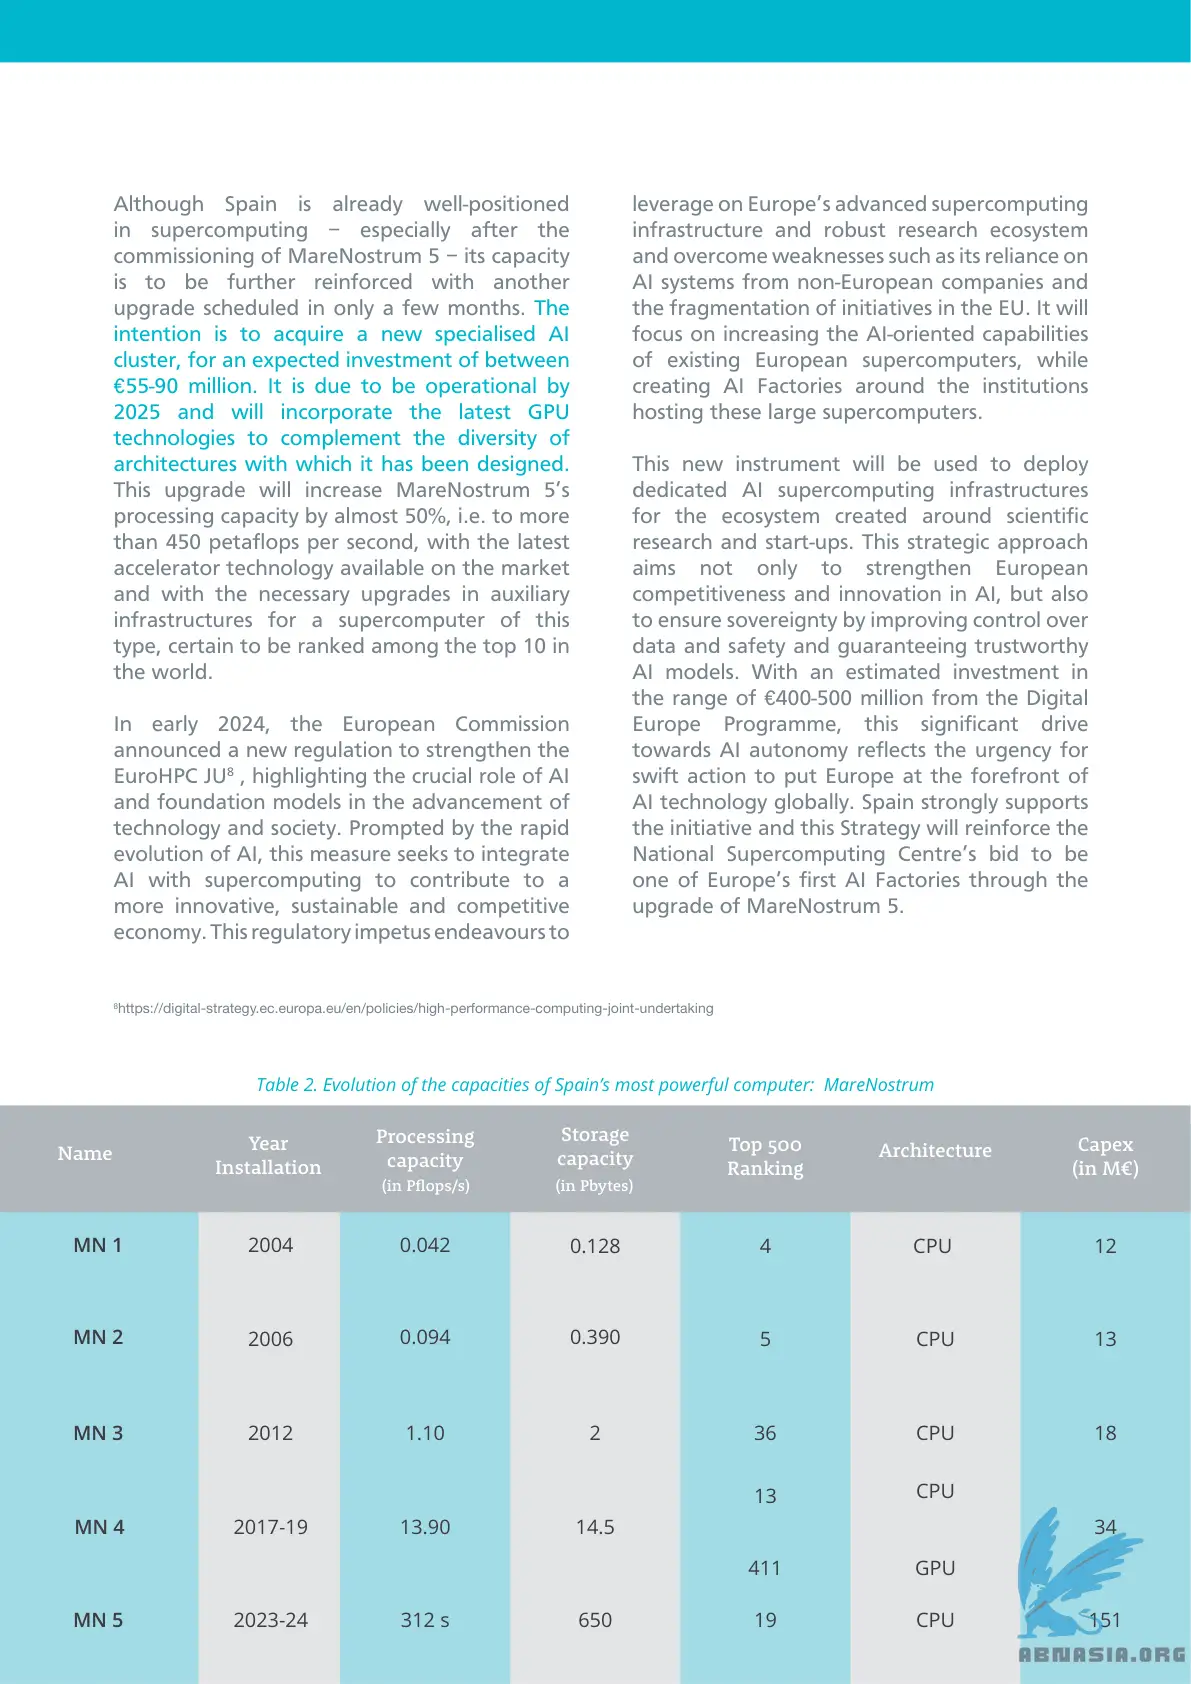 Although Spain is already well-positioned
in supercomputing – especially after the
commissioning of MareNostrum 5 – its capacity
is to be further reinforced with another
upgrade scheduled in only a few months. The
intention is to acquire a new specialised AI
cluster, for an expected investment of between
€55-90 million. It is due to be operational by
2025 and will incorporate the latest GPU
technologies to complement the diversity of
architectures with which it has been designed.
This upgrade will increase MareNostrum 5’s
processing capacity by almost 50%, i.e. to more
than 450 petaflops per second, with the latest
accelerator technology available on the market
and with the necessary upgrades in auxiliary
infrastructures for a supercomputer of this
type, certain to be ranked among the top 10 in
the world.
In early 2024, the European Commission
announced a new regulation to strengthen the
EuroHPC JU⁸ , highlighting the crucial role of AI
and foundation models in the advancement of
technology and society. Prompted by the rapid
evolution of AI, this measure seeks to integrate
AI with supercomputing to contribute to a
more innovative, sustainable and competitive
economy. This regulatory impetus endeavours to
leverage on Europe’s advanced supercomputing
infrastructure and robust research ecosystem
and overcome weaknesses such as its reliance on
AI systems from non-European companies and
the fragmentation of initiatives in the EU. It will
focus on increasing the AI-oriented capabilities
of existing European supercomputers, while
creating AI Factories around the institutions
hosting these large supercomputers.
This new instrument will be used to deploy
dedicated AI supercomputing infrastructures
for the ecosystem created around scientific
research and start-ups. This strategic approach
aims not only to strengthen European
competitiveness and innovation in AI, but also
to ensure sovereignty by improving control over
data and safety and guaranteeing trustworthy
AI models. With an estimated investment in
the range of €400-500 million from the Digital
Europe Programme, this significant drive
towards AI autonomy reflects the urgency for
swift action to put Europe at the forefront of
AI technology globally. Spain strongly supports
the initiative and this Strategy will reinforce the
National Supercomputing Centre’s bid to be
one of Europe’s first AI Factories through the
upgrade of MareNostrum 5.
⁸https://digital-strategy.ec.europa.eu/en/policies/high-performance-computing-joint-undertaking
Table 2. Evolution of the capacities of Spain’s most powerful computer: MareNostrum
Name
Year
Installation
Processing
capacity
(in Pflops/s)
Storage
capacity
(in Pbytes)
Top 500
Ranking
Architecture
Capex
(in M€)
MN 1 2004 0.042 0.128 4 CPU 12
MN 2 2006 0.094 0.390 5 CPU 13
MN 3 2012 1.10 2 36 CPU 18
13 CPU
MN 4 2017-19 13.90 14.5 34
411 GPU
MN 5 2023-24 312 s 650 19 CPU 151
ABNASIA.ORG